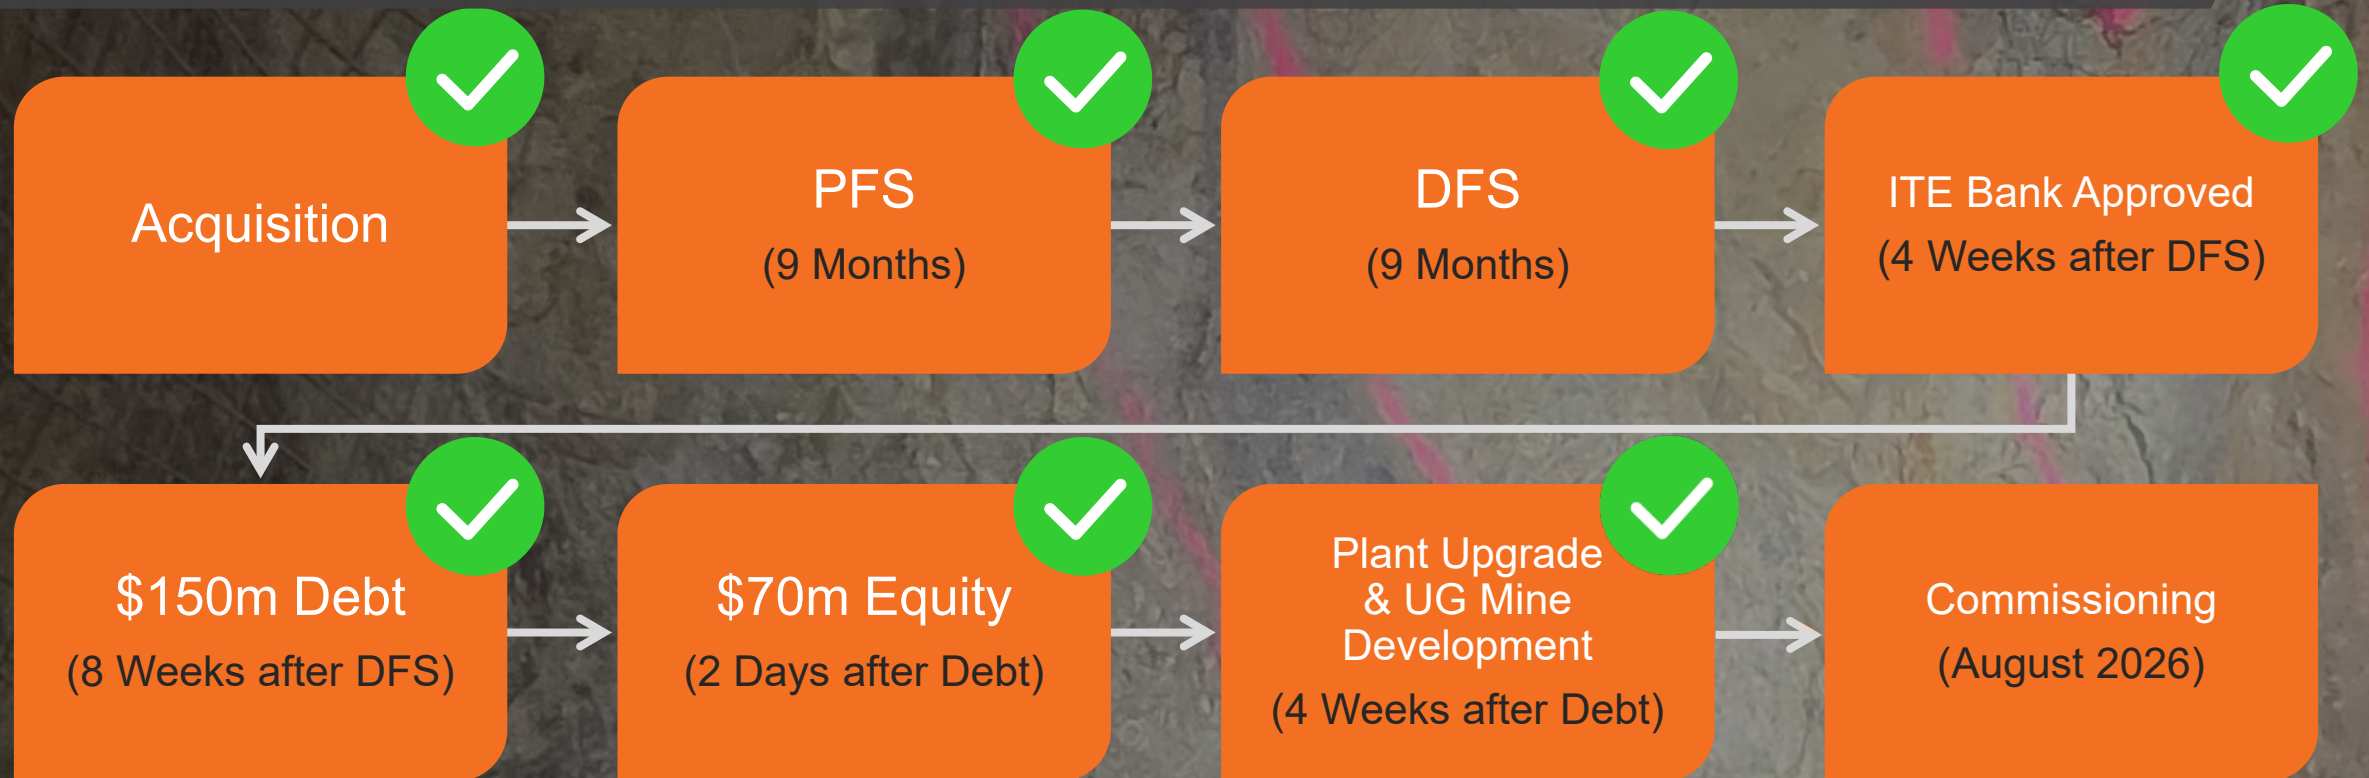 Acquisition
PFS
(9 Months)
DFS
(9 Months)
ITE Bank Approved
(4 Weeks after DFS)
$150m Debt
(8 Weeks after DFS)
$70m Equity
(2 Days after Debt)
Plant Upgrade
& UG Mine
Development
(4 Weeks after Debt)
Commissioning
(August 2026)